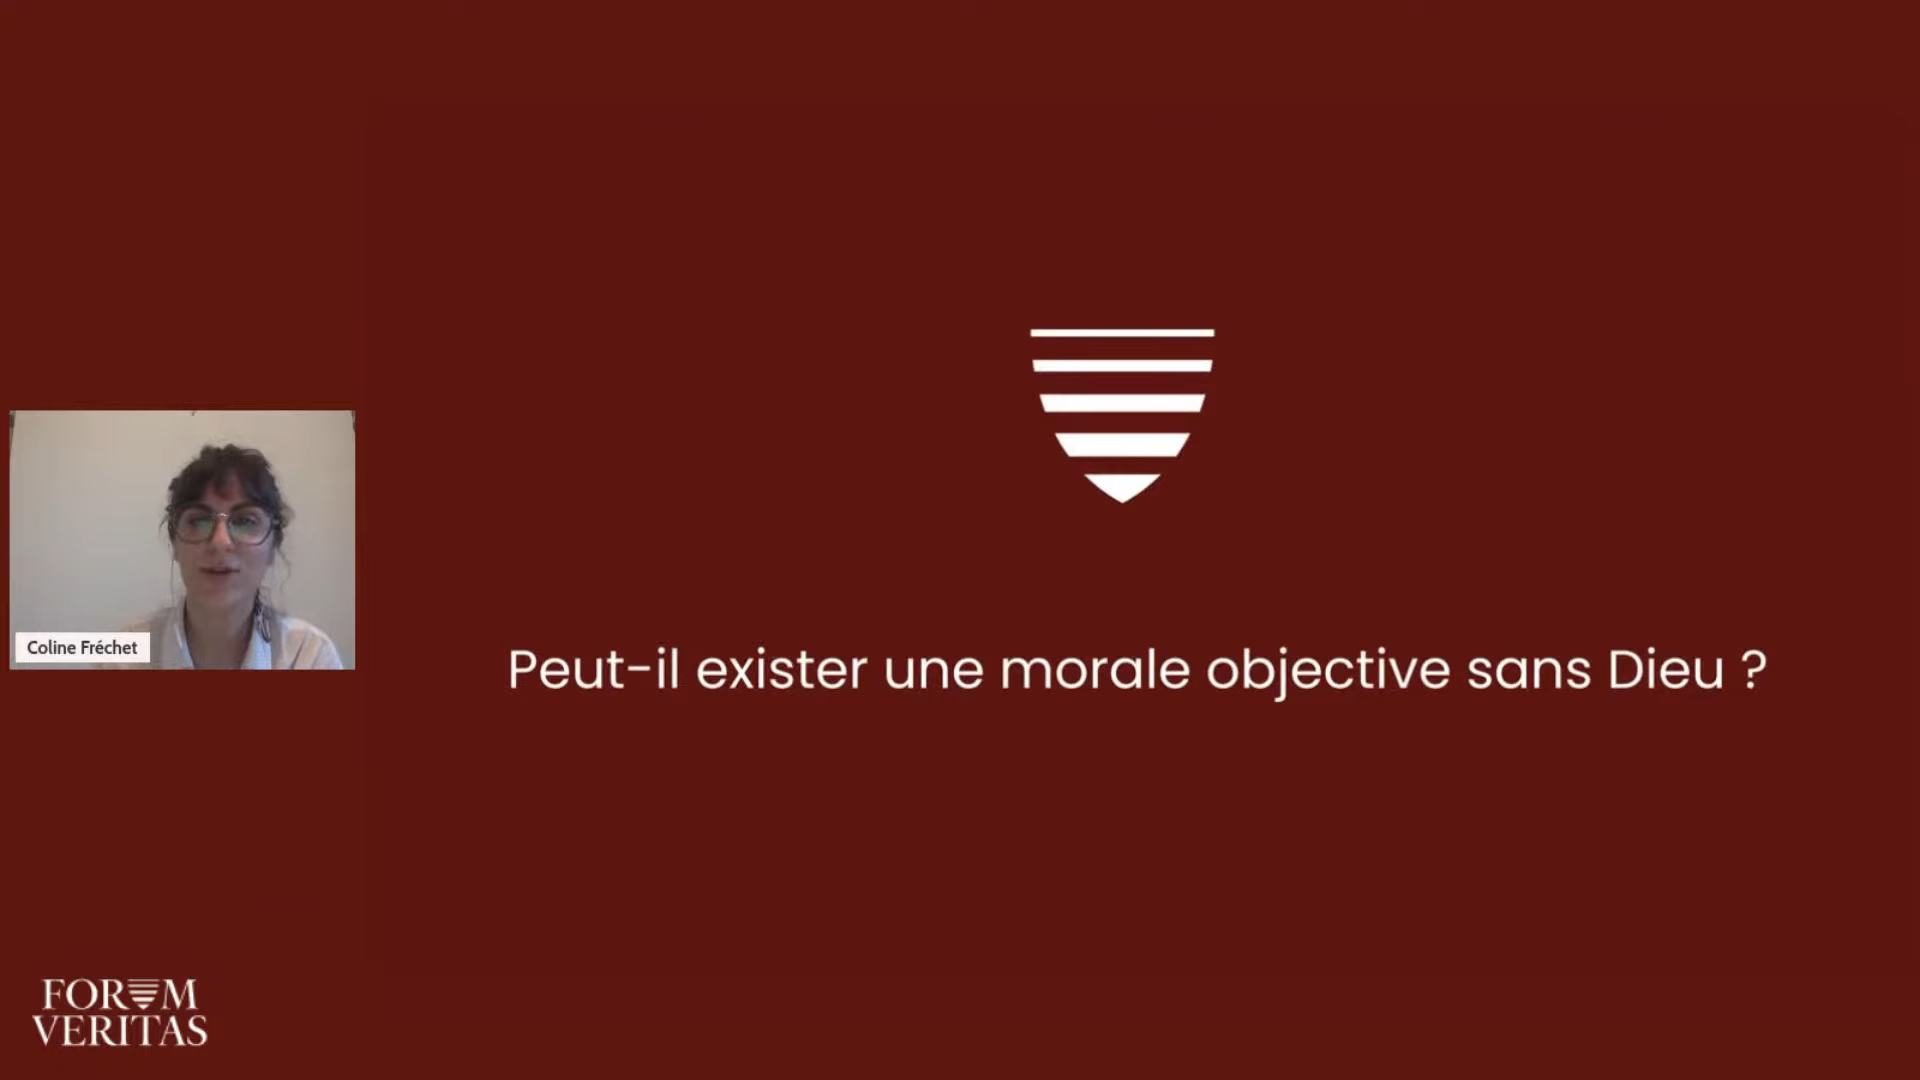 Peut-il exister une morale objective sans Dieu ?
Coline Fréchet
FORUM
VERITAS